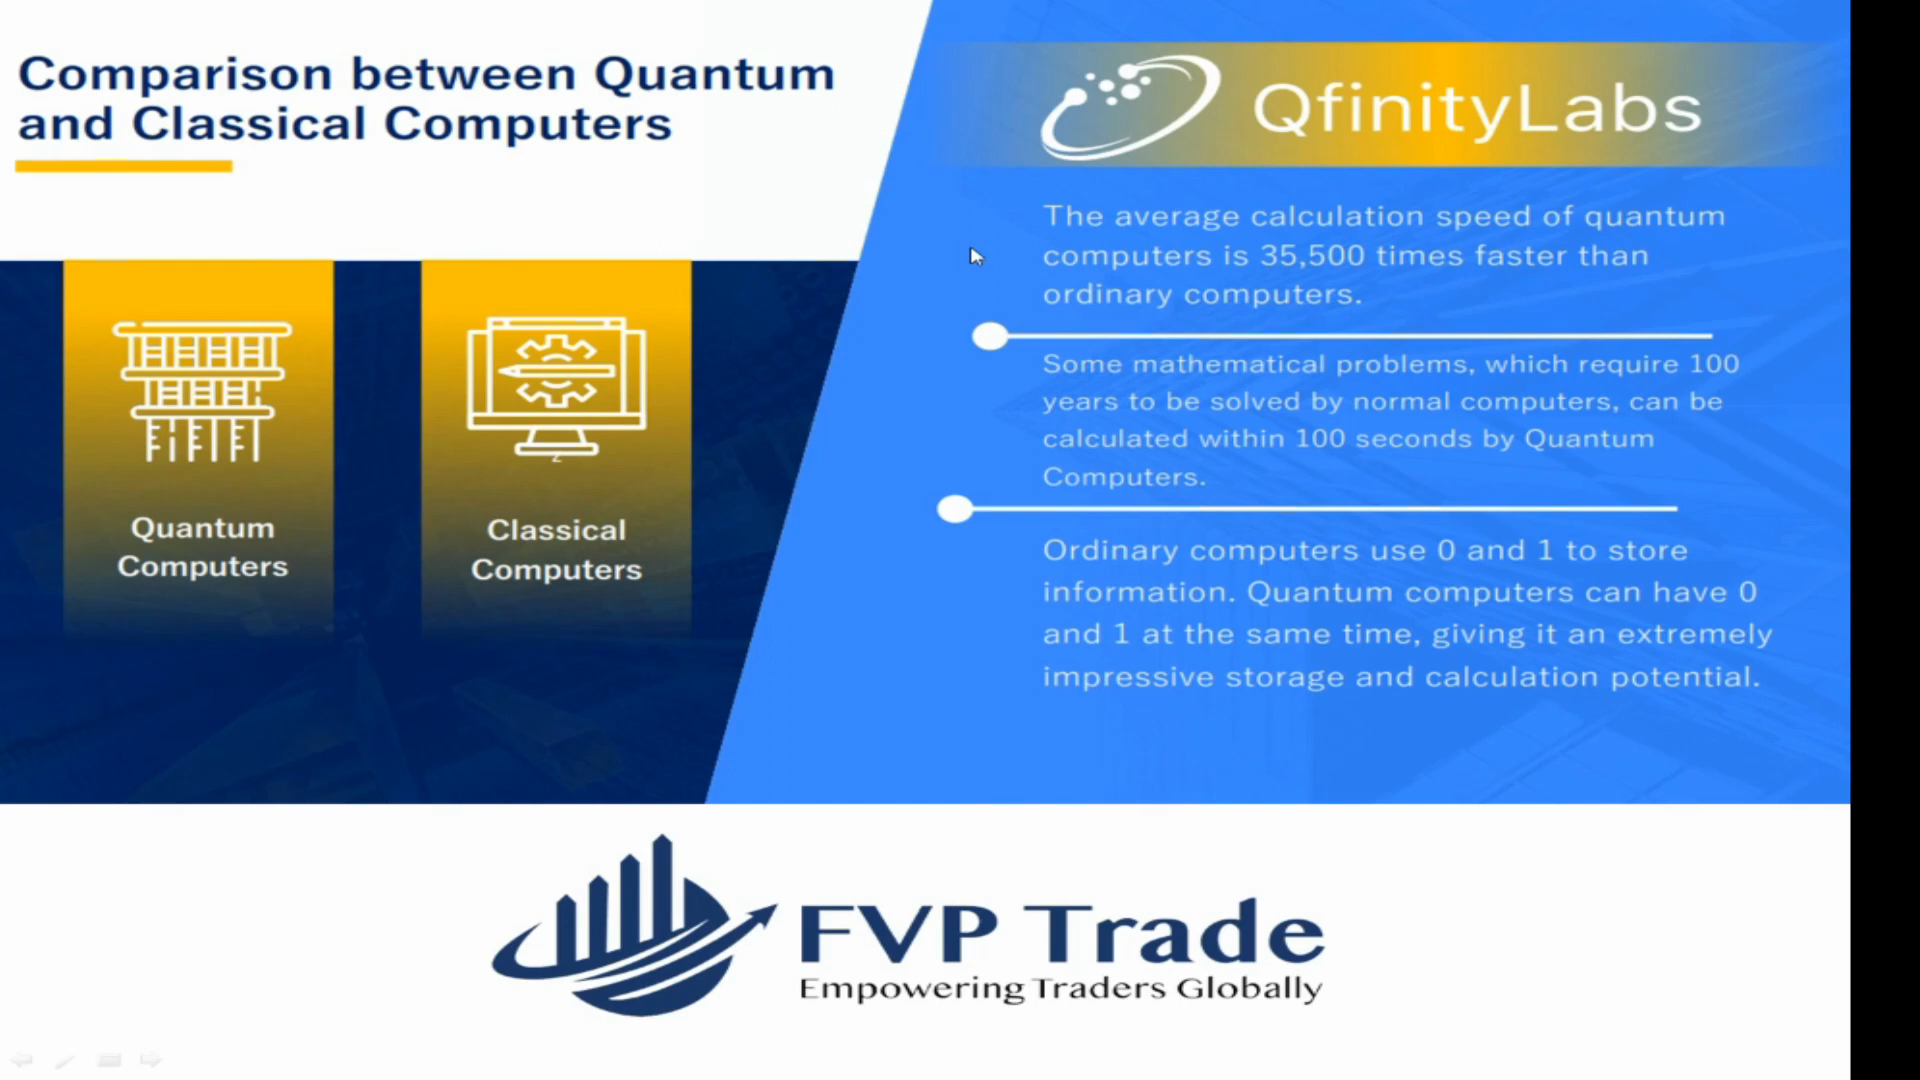 Comparison between Quantum
and Classical Computers
Quantum
Computers
Classical
Computers
QfinityLabs
The average calculation speed of quantum
computers is 35,500 times faster than
ordinary computers.
Some mathematical problems, which require 100
years to be solved by normal computers, can be
calculated within 100 seconds by Quantum
Computers.
Ordinary computers use 0 and 1 to store
information. Quantum computers can have 0
and 1 at the same time, giving it an extremely
impressive storage and calculation potential.
FVP Trade
Empowering Traders Globally